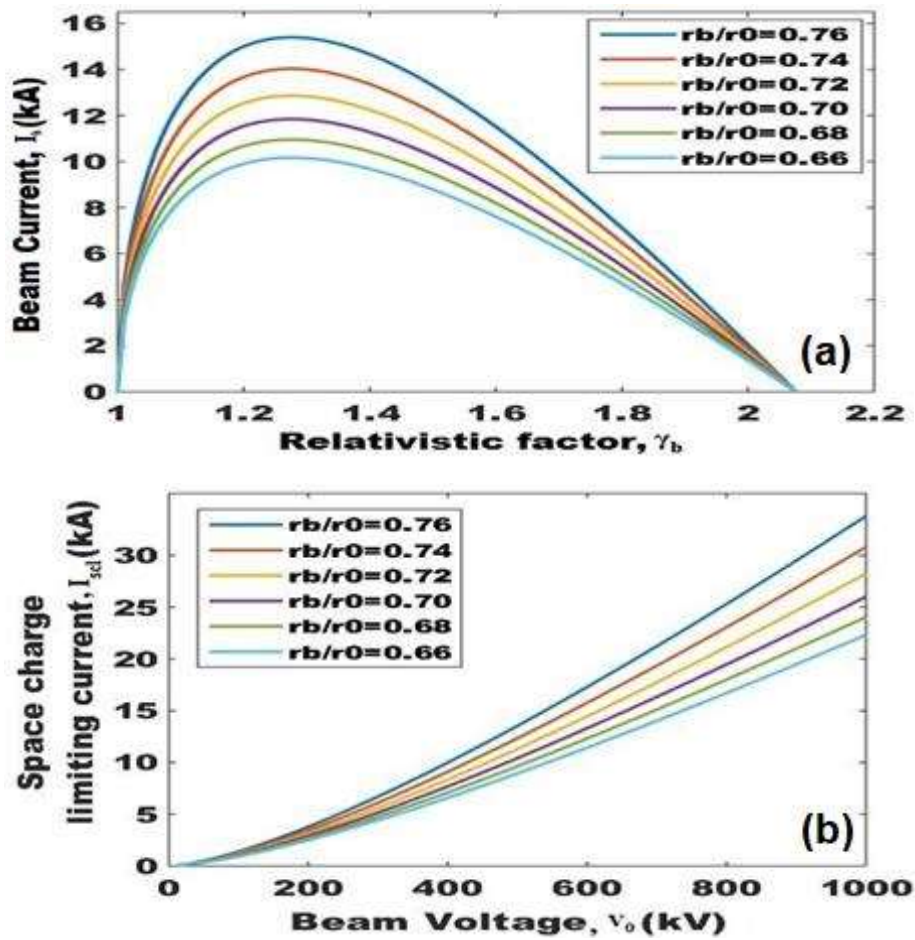 16
14
12
10
8
6
4
2
0
Beam Current, I_b(kA)
rb/r0=0.76
rb/r0=0.74
rb/r0=0.72
rb/r0=0.70
rb/r0=0.68
rb/r0=0.66
(a)
1 1.2 1.4 1.6 1.8 2 2.2
Relativistic factor, γ_b
30
25
20
15
10
5
0
Space charge
limiting current, I_scl(kA)
rb/r0=0.76
rb/r0=0.74
rb/r0=0.72
rb/r0=0.70
rb/r0=0.68
rb/r0=0.66
(b)
0 200 400 600 800 1000
Beam Voltage, ν_o(kV)